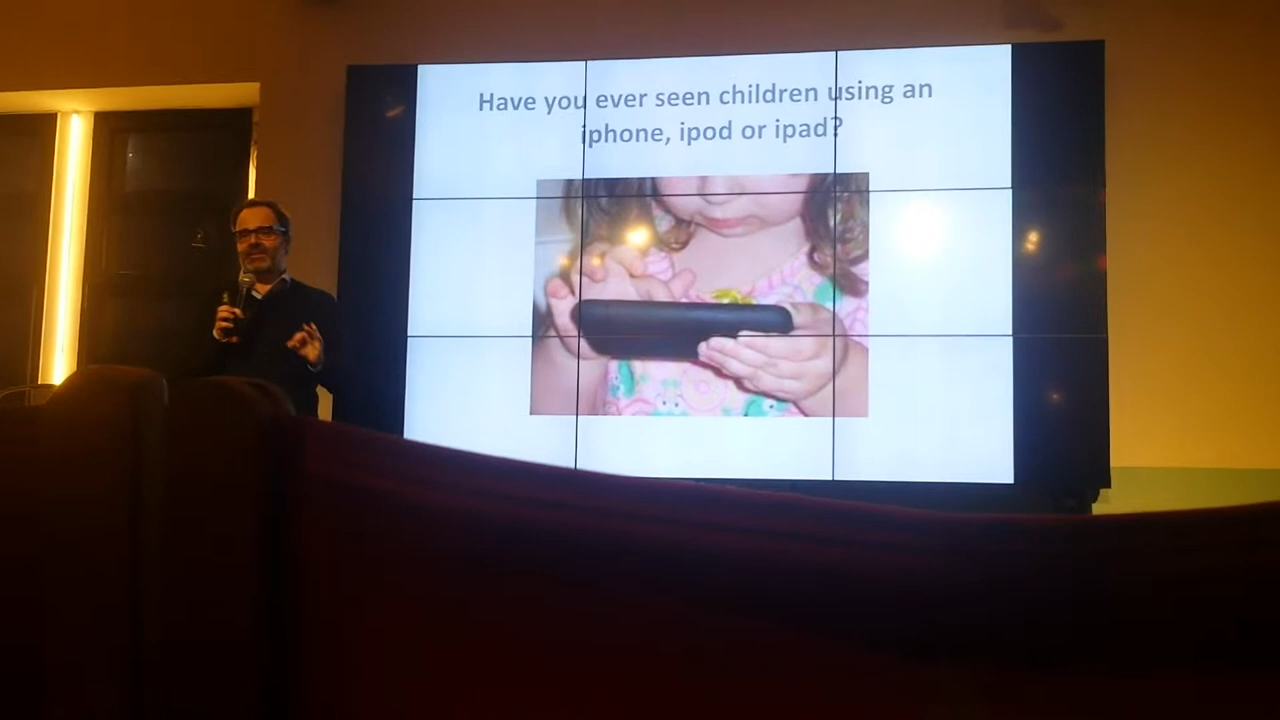 Have you ever seen children using an
iphone, ipod or ipad?